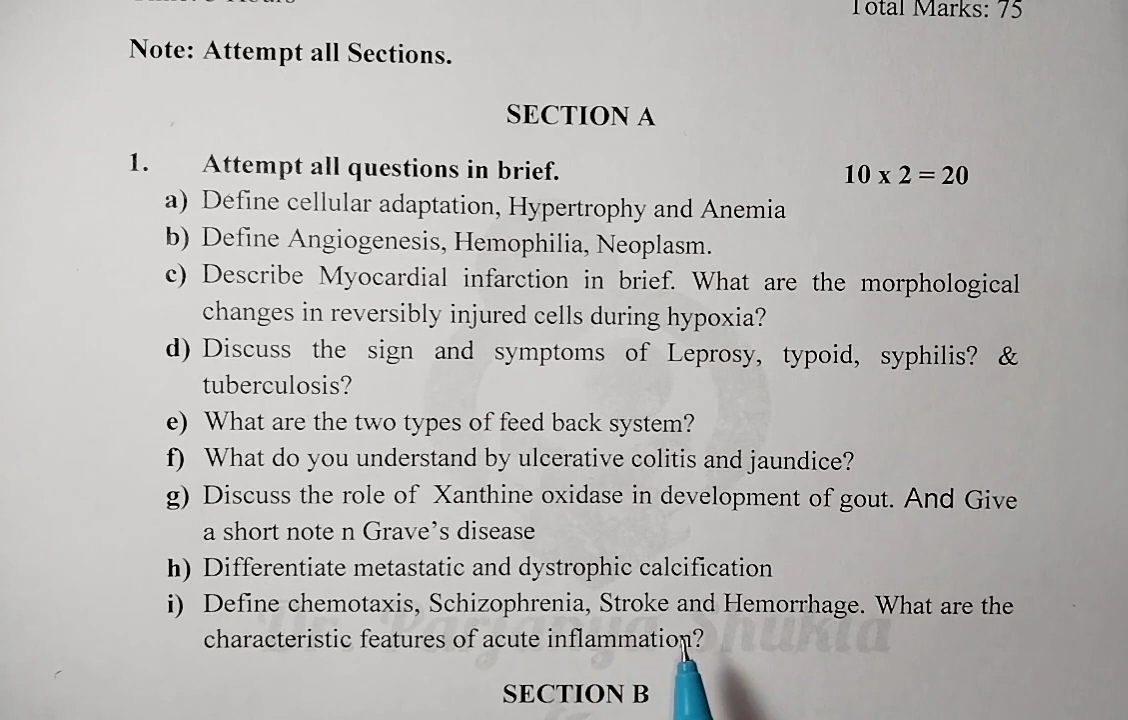 Total Marks: 75
Note: Attempt all Sections.
SECTION A
1. Attempt all questions in brief. 10 x 2 = 20
a) Define cellular adaptation, Hypertrophy and Anemia
b) Define Angiogenesis, Hemophilia, Neoplasm.
c) Describe Myocardial infarction in brief. What are the morphological
changes in reversibly injured cells during hypoxia?
d) Discuss the sign and symptoms of Leprosy, typoid, syphilis? &
tuberculosis?
e) What are the two types of feed back system?
f) What do you understand by ulcerative colitis and jaundice?
g) Discuss the role of Xanthine oxidase in development of gout. And Give
a short note n Grave's disease
h) Differentiate metastatic and dystrophic calcification
i) Define chemotaxis, Schizophrenia, Stroke and Hemorrhage. What are the
characteristic features of acute inflammation?
Shukla
SECTION B